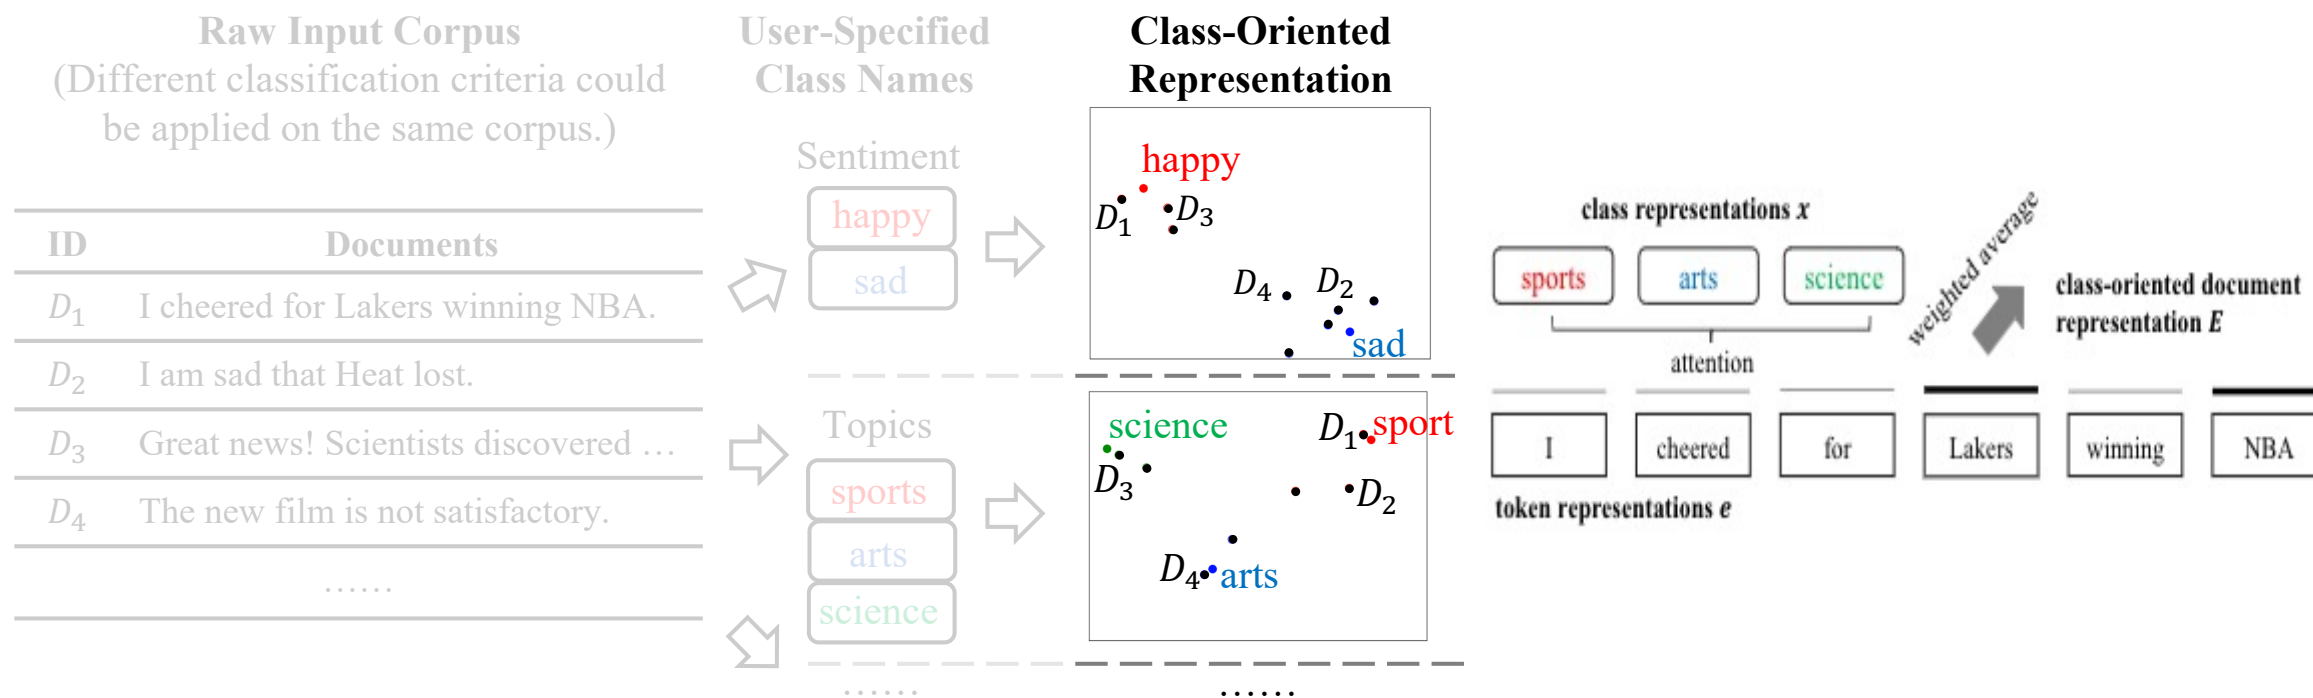 Raw Input Corpus
(Different classification criteria could
be applied on the same corpus.)
ID Documents
D1 I cheered for Lakers winning NBA.
D2 I am sad that Heat lost.
D3 Great news! Scientists discovered …
D4 The new film is not satisfactory.
……
User-Specified
Class Names
Sentiment
happy
sad
Topics
sports
arts
science
……
Class-Oriented
Representation
happy
D1
D3
D4
D2
sad
science
D1
sport
D3
D2
D4
arts
……
class representations x
sports arts science
attention
weighted average
class-oriented document
representation E
I cheered for Lakers winning NBA
token representations e